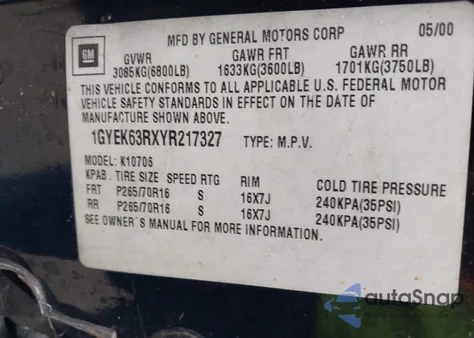 MFD BY GENERAL MOTORS CORP 05/00
GM GVWR GAWR FRT GAWR RR
3085KG(6800LB) 1633KG(3600LB) 1701KG(3750LB)
THIS VEHICLE CONFORMS TO ALL APPLICABLE U.S. FEDERAL MOTOR
VEHICLE SAFETY STANDARDS IN EFFECT ON THE DATE OF
MANUFACTURE SHOWN ABOVE.
1GYEK63RXYR217327 TYPE: M.P.V.
MODEL: K10706
KPAB. TIRE SIZE SPEED RTG RIM COLD TIRE PRESSURE
FRT P265/70R16 S 16X7J 240KPA(35PSI)
RR P265/70R16 S 16X7J 240KPA(35PSI)
SEE OWNER'S MANUAL FOR MORE INFORMATION.
autoSnap